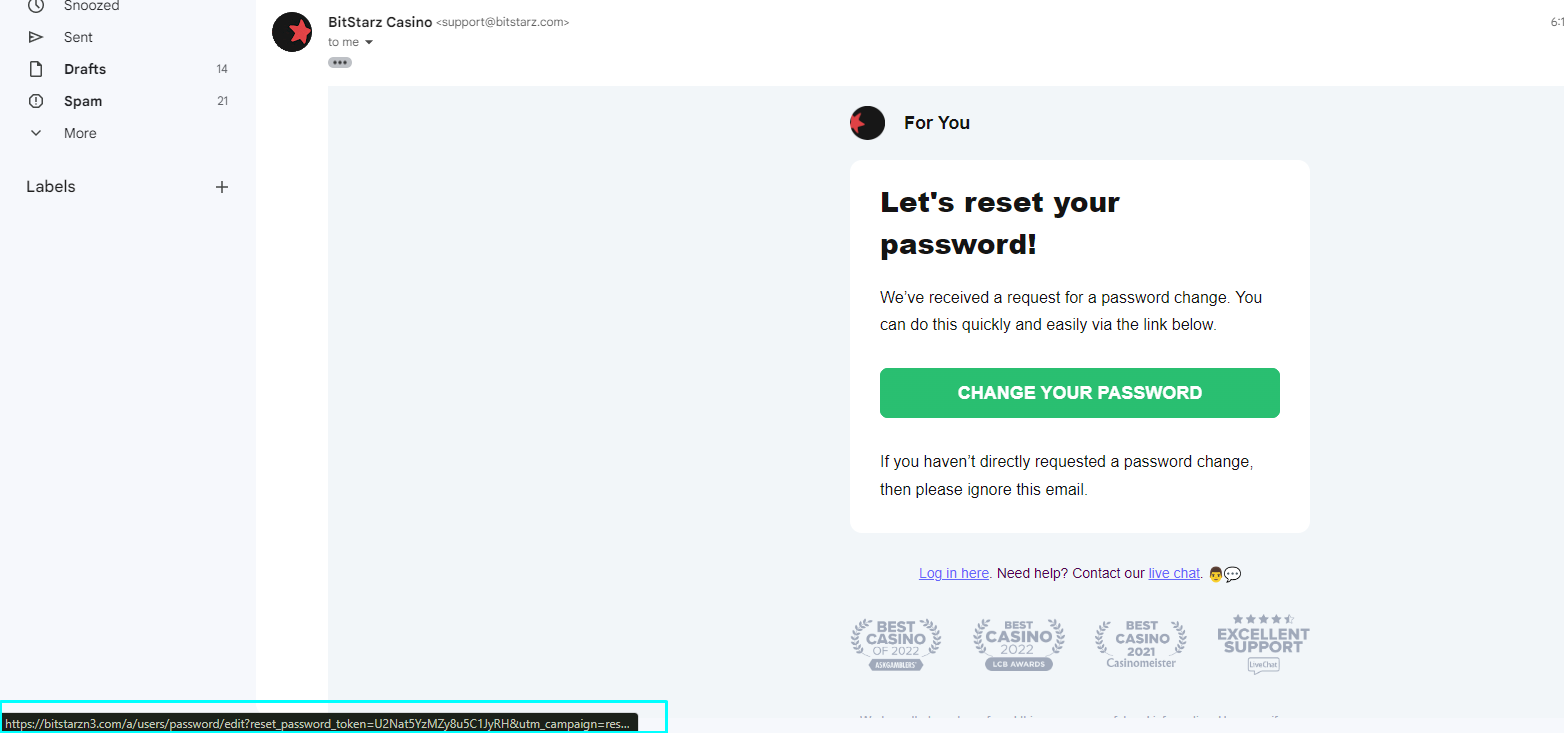 Snoozed
Sent
Drafts 14
Spam 21
More
Labels
BitStarz Casino <support@bitstarz.com>
6:1
to me
For You
Let's reset your
password!
We've received a request for a password change. You
can do this quickly and easily via the link below.
CHANGE YOUR PASSWORD
If you haven't directly requested a password change,
then please ignore this email.
Log in here. Need help? Contact our live chat.
BEST
CASINO
OF 2022
ASKGAMBLERS
BEST
CASINO
2022
LCB AWARDS
BEST
CASINO
2021
Casinomeister
EXCELLENT
SUPPORT
LiveChat
https://bitstarzn3.com/a/users/password/edit?reset_password_token=U2Nat5YzMZy8u5C1JyRH&utm_campaign=res...